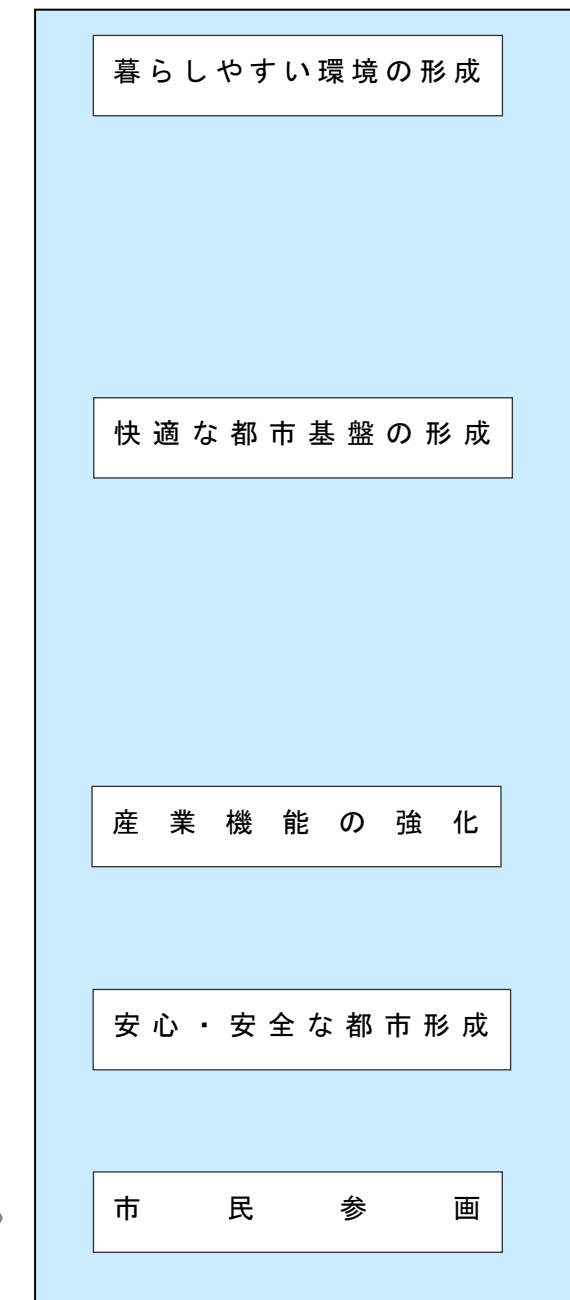 暮らしやすい環境の形成
快適な都市基盤の形成
産業機能の強化
安心・安全な都市形成
市民参画